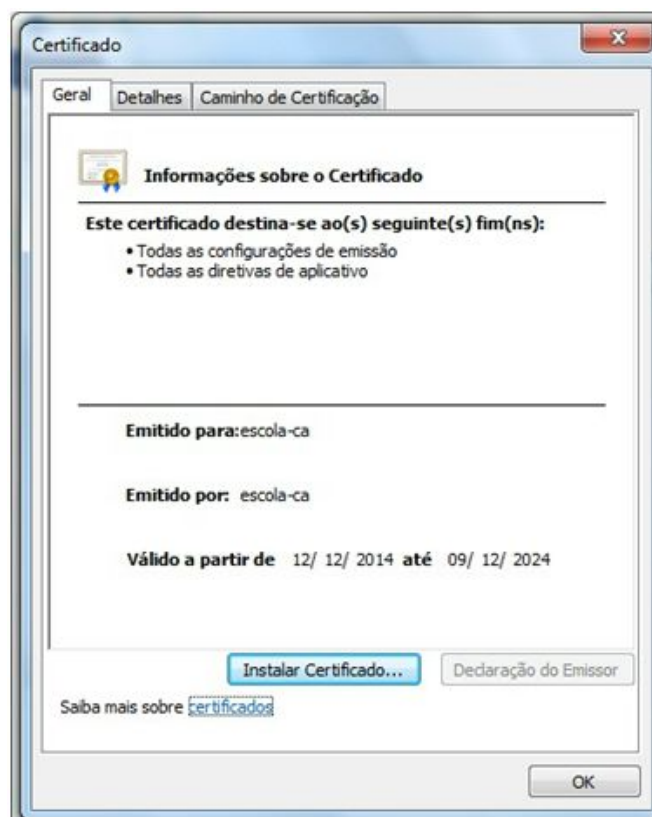 Certificado
Geral Detalhes Caminho de Certificação
Informações sobre o Certificado
Este certificado destina-se ao(s) seguinte(s) fim(ns):
• Todas as configurações de emissão
• Todas as diretivas de aplicativo
Emitido para:escola-ca
Emitido por: escola-ca
Válido a partir de 12/ 12/ 2014 até 09/ 12/ 2024
Instalar Certificado... Declaração do Emissor
Saiba mais sobre certificados
OK